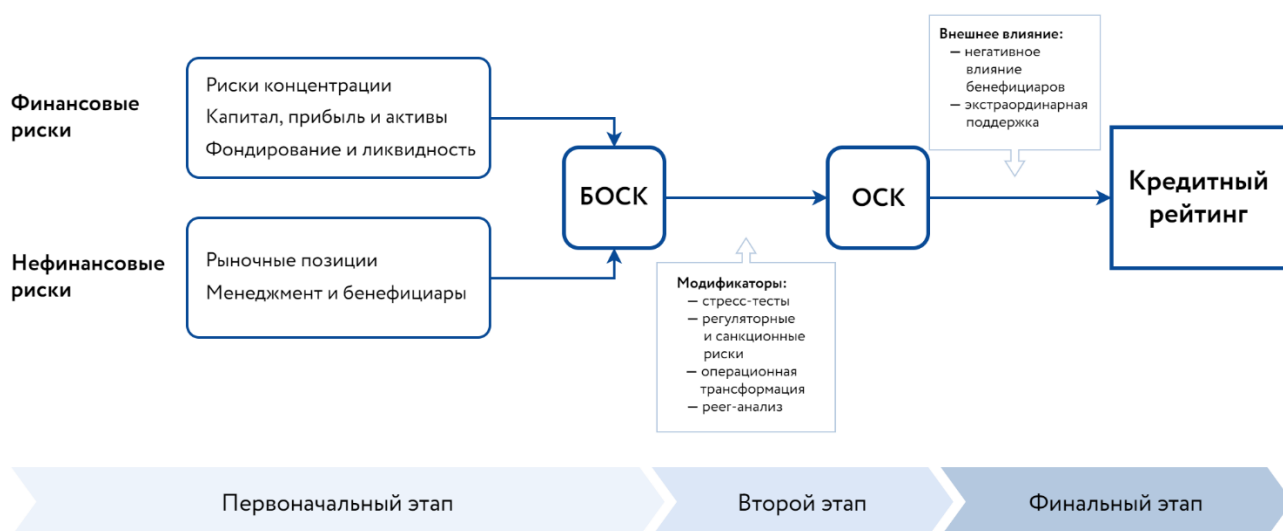 Финансовые
риски
Риски концентрации
Капитал, прибыль и активы
Фондирование и ликвидность
Нефинансовые
риски
Рыночные позиции
Менеджмент и бенефициары
БОСК
Модификаторы:
— стресс-тесты
— регуляторные
и санкционные
риски
— операционная
трансформация
— peer-анализ
ОСК
Внешнее влияние:
— негативное
влияние
бенефициаров
— экстраординарная
поддержка
Кредитный
рейтинг
Первоначальный этап
Второй этап
Финальный этап